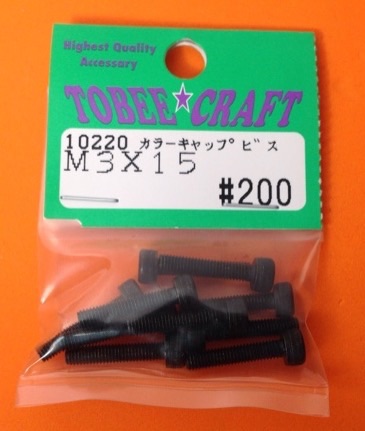 Highest Quality
Accessary
TOBEE★CRAFT
10220 カラーキャップビス
M3X15
#200